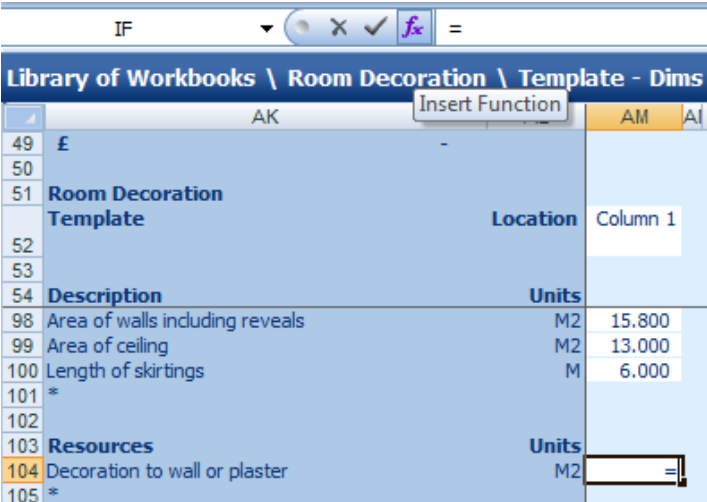 IF =
Library of Workbooks \ Room Decoration \ Template - Dims
Insert Function
AK AM
49 £ -
50
51 Room Decoration
Template Location Column 1
52
53
54 Description Units
98 Area of walls including reveals M2 15.800
99 Area of ceiling M2 13.000
100 Length of skirtings M 6.000
101 *
102
103 Resources Units
104 Decoration to wall or plaster M2 =
105 *